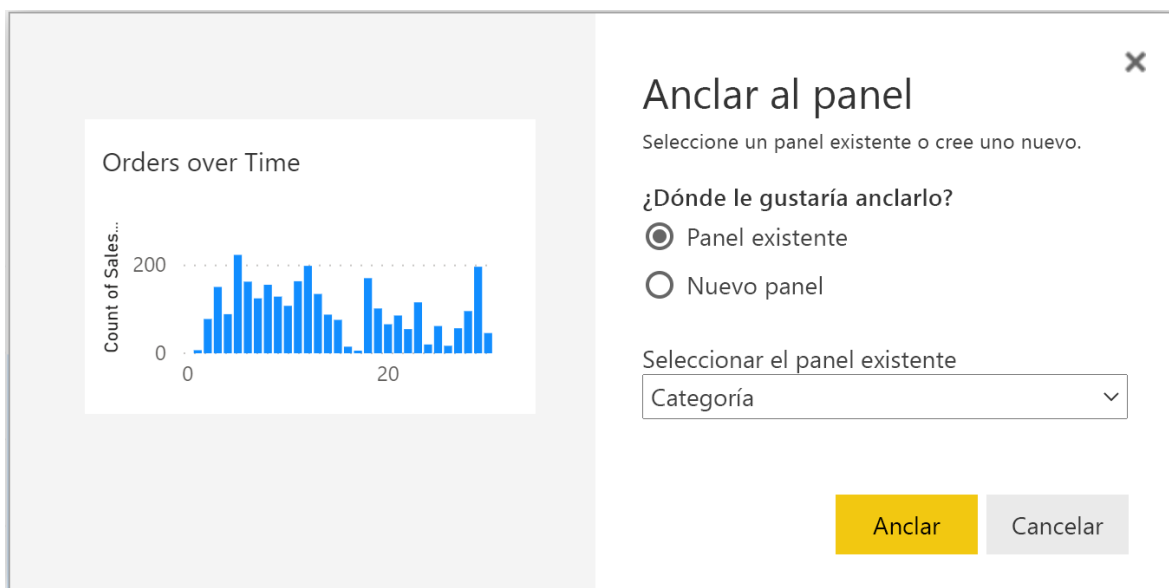 Orders over Time
Count of Sales...
200
0
0
20
Anclar al panel
Seleccione un panel existente o cree uno nuevo.
¿Dónde le gustaría anclarlo?
Panel existente
Nuevo panel
Seleccionar el panel existente
Categoría
Anclar
Cancelar